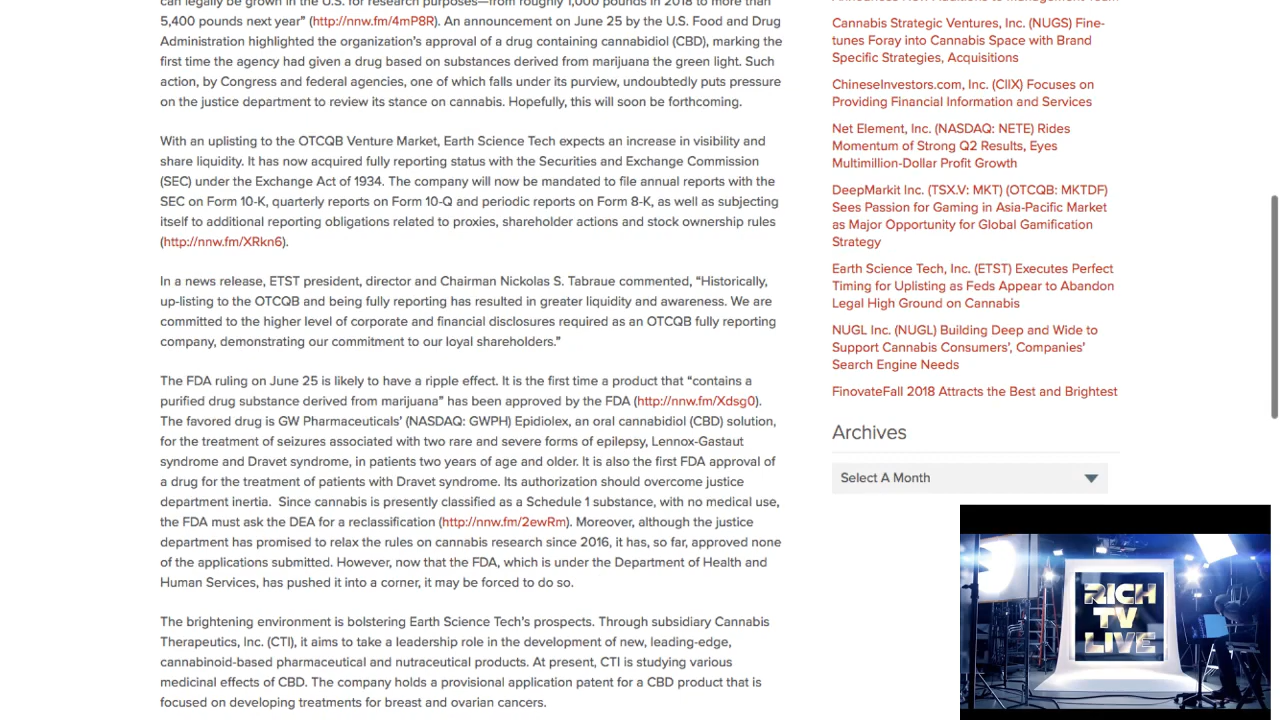 can legally be grown in the U.S. for research purposes—from roughly 1,000 pounds in 2018 to more than
5,400 pounds next year” (http://nnw.fm/4mP8R). An announcement on June 25 by the U.S. Food and Drug
Administration highlighted the organization’s approval of a drug containing cannabidiol (CBD), marking the
first time the agency had given a drug based on substances derived from marijuana the green light. Such
action, by Congress and federal agencies, one of which falls under its purview, undoubtedly puts pressure
on the justice department to review its stance on cannabis. Hopefully, this will soon be forthcoming.
With an uplisting to the OTCQB Venture Market, Earth Science Tech expects an increase in visibility and
share liquidity. It has now acquired fully reporting status with the Securities and Exchange Commission
(SEC) under the Exchange Act of 1934. The company will now be mandated to file annual reports with the
SEC on Form 10-K, quarterly reports on Form 10-Q and periodic reports on Form 8-K, as well as subjecting
itself to additional reporting obligations related to proxies, shareholder actions and stock ownership rules
(http://nnw.fm/XRkn6).
In a news release, ETST president, director and Chairman Nickolas S. Tabraue commented, “Historically,
up-listing to the OTCQB and being fully reporting has resulted in greater liquidity and awareness. We are
committed to the higher level of corporate and financial disclosures required as an OTCQB fully reporting
company, demonstrating our commitment to our loyal shareholders.”
The FDA ruling on June 25 is likely to have a ripple effect. It is the first time a product that “contains a
purified drug substance derived from marijuana” has been approved by the FDA (http://nnw.fm/Xdsg0).
The favored drug is GW Pharmaceuticals’ (NASDAQ: GWPH) Epidiolex, an oral cannabidiol (CBD) solution,
for the treatment of seizures associated with two rare and severe forms of epilepsy, Lennox-Gastaut
syndrome and Dravet syndrome, in patients two years of age and older. It is also the first FDA approval of
a drug for the treatment of patients with Dravet syndrome. Its authorization should overcome justice
department inertia.  Since cannabis is presently classified as a Schedule 1 substance, with no medical use,
the FDA must ask the DEA for a reclassification (http://nnw.fm/2ewRm). Moreover, although the justice
department has promised to relax the rules on cannabis research since 2016, it has, so far, approved none
of the applications submitted. However, now that the FDA, which is under the Department of Health and
Human Services, has pushed it into a corner, it may be forced to do so.
The brightening environment is bolstering Earth Science Tech’s prospects. Through subsidiary Cannabis
Therapeutics, Inc. (CTI), it aims to take a leadership role in the development of new, leading-edge,
cannabinoid-based pharmaceutical and nutraceutical products. At present, CTI is studying various
medicinal effects of CBD. The company holds a provisional application patent for a CBD product that is
focused on developing treatments for breast and ovarian cancers.
Cannabis Strategic Ventures, Inc. (NUGS) Fine-
tunes Foray into Cannabis Space with Brand
Specific Strategies, Acquisitions
ChineseInvestors.com, Inc. (CIIX) Focuses on
Providing Financial Information and Services
Net Element, Inc. (NASDAQ: NETE) Rides
Momentum of Strong Q2 Results, Eyes
Multimillion-Dollar Profit Growth
DeepMarkit Inc. (TSX.V: MKT) (OTCQB: MKTDF)
Sees Passion for Gaming in Asia-Pacific Market
as Major Opportunity for Global Gamification
Strategy
Earth Science Tech, Inc. (ETST) Executes Perfect
Timing for Uplisting as Feds Appear to Abandon
Legal High Ground on Cannabis
NUGL Inc. (NUGL) Building Deep and Wide to
Support Cannabis Consumers’, Companies’
Search Engine Needs
FinovateFall 2018 Attracts the Best and Brightest
Archives
Select A Month
RICH
TV
LIVE